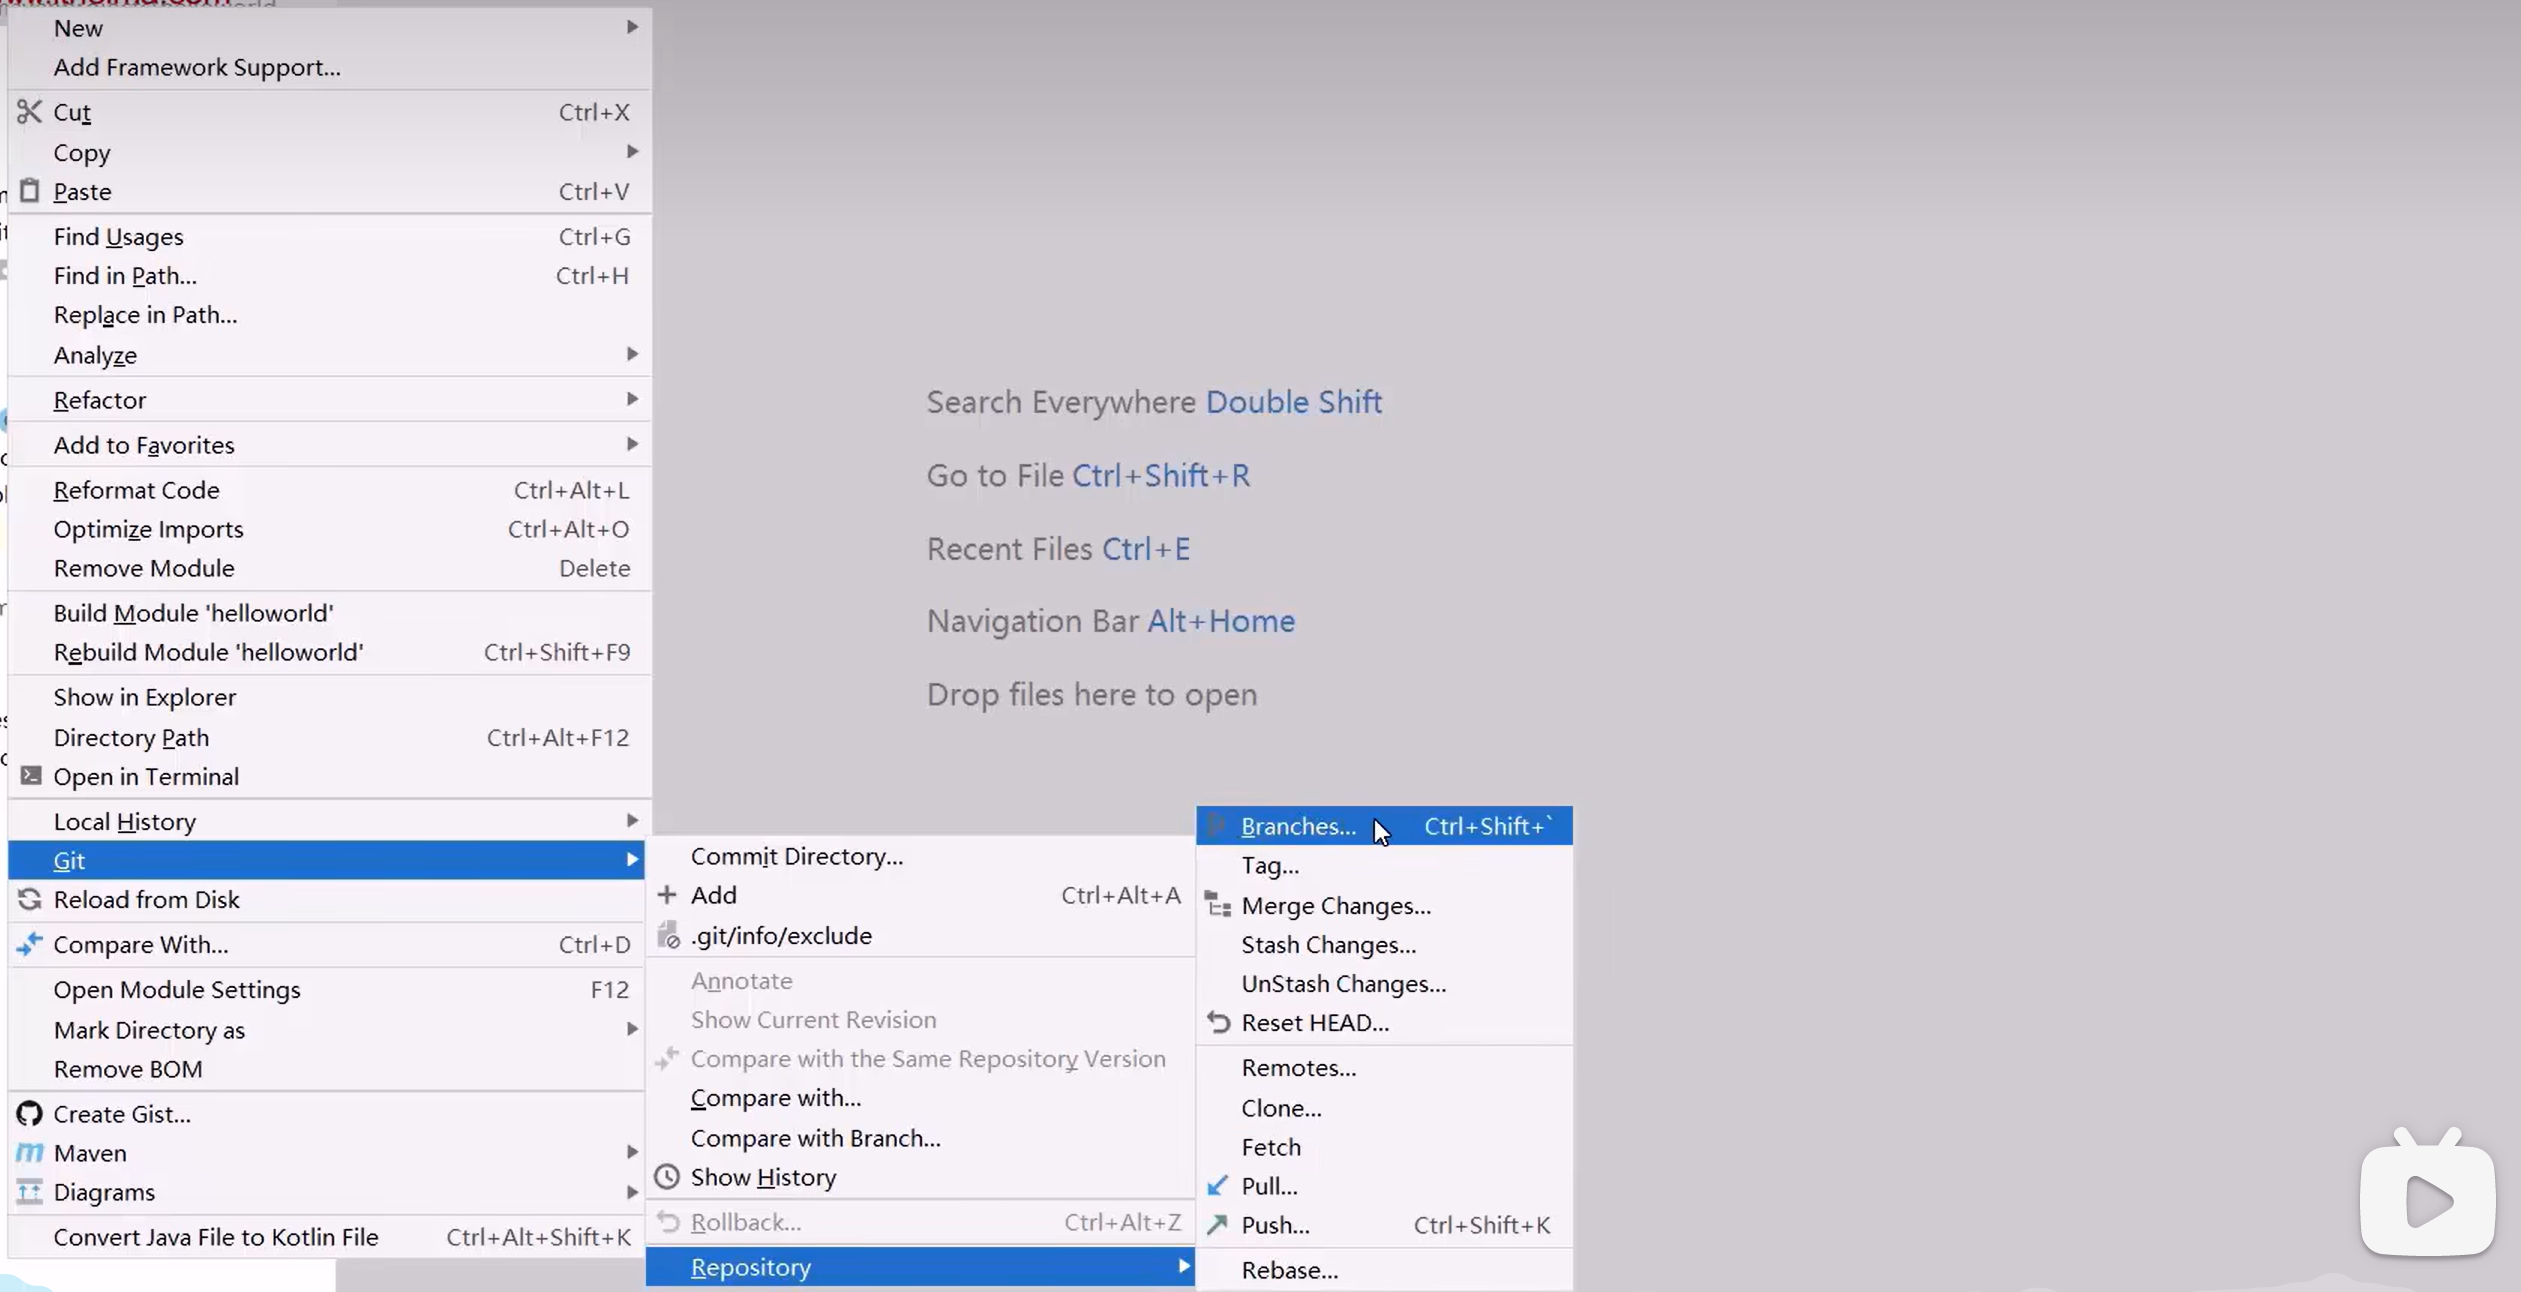 New
Add Framework Support...
Cut Ctrl+X
Copy
Paste Ctrl+V
Find Usages Ctrl+G
Find in Path... Ctrl+H
Replace in Path...
Analyze
Refactor
Add to Favorites
Reformat Code Ctrl+Alt+L
Optimize Imports Ctrl+Alt+O
Remove Module Delete
Build Module 'helloworld'
Rebuild Module 'helloworld' Ctrl+Shift+F9
Show in Explorer
Directory Path Ctrl+Alt+F12
Open in Terminal
Local History
Git
Reload from Disk
Compare With... Ctrl+D
Open Module Settings F12
Mark Directory as
Remove BOM
Create Gist...
Maven
Diagrams
Convert Java File to Kotlin File Ctrl+Alt+Shift+K
Search Everywhere Double Shift
Go to File Ctrl+Shift+R
Recent Files Ctrl+E
Navigation Bar Alt+Home
Drop files here to open
Commit Directory...
Add Ctrl+Alt+A
.git/info/exclude
Annotate
Show Current Revision
Compare with the Same Repository Version
Compare with...
Compare with Branch...
Show History
Rollback... Ctrl+Alt+Z
Repository
Branches... Ctrl+Shift+`
Tag...
Merge Changes...
Stash Changes...
UnStash Changes...
Reset HEAD...
Remotes...
Clone...
Fetch
Pull...
Push... Ctrl+Shift+K
Rebase...